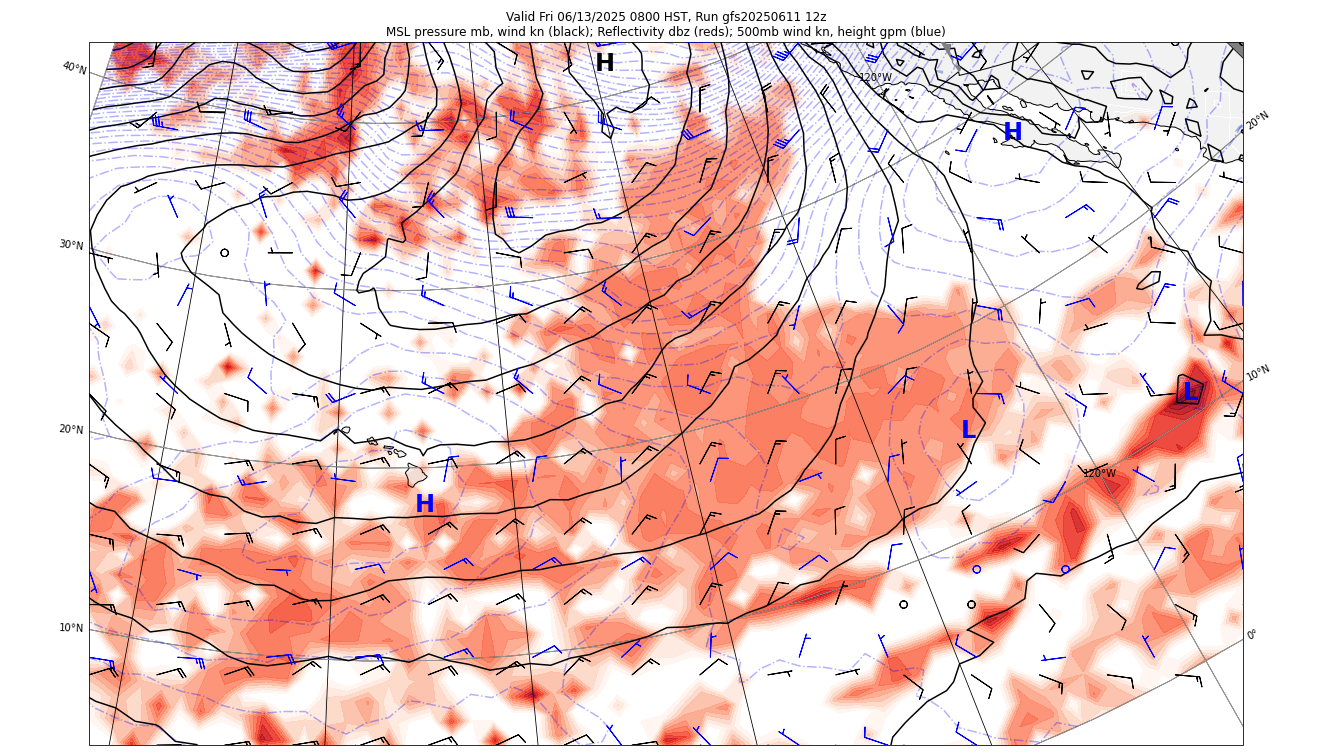 Valid Fri 06/13/2025 0800 HST, Run gfs20250611 12z
MSL pressure mb, wind kn (black); Reflectivity dbz (reds); 500mb wind kn, height gpm (blue)
H
40°N
120°W
20°N
H
30°N
10°N
L
20°N
L
120°W
H
10°N
0°